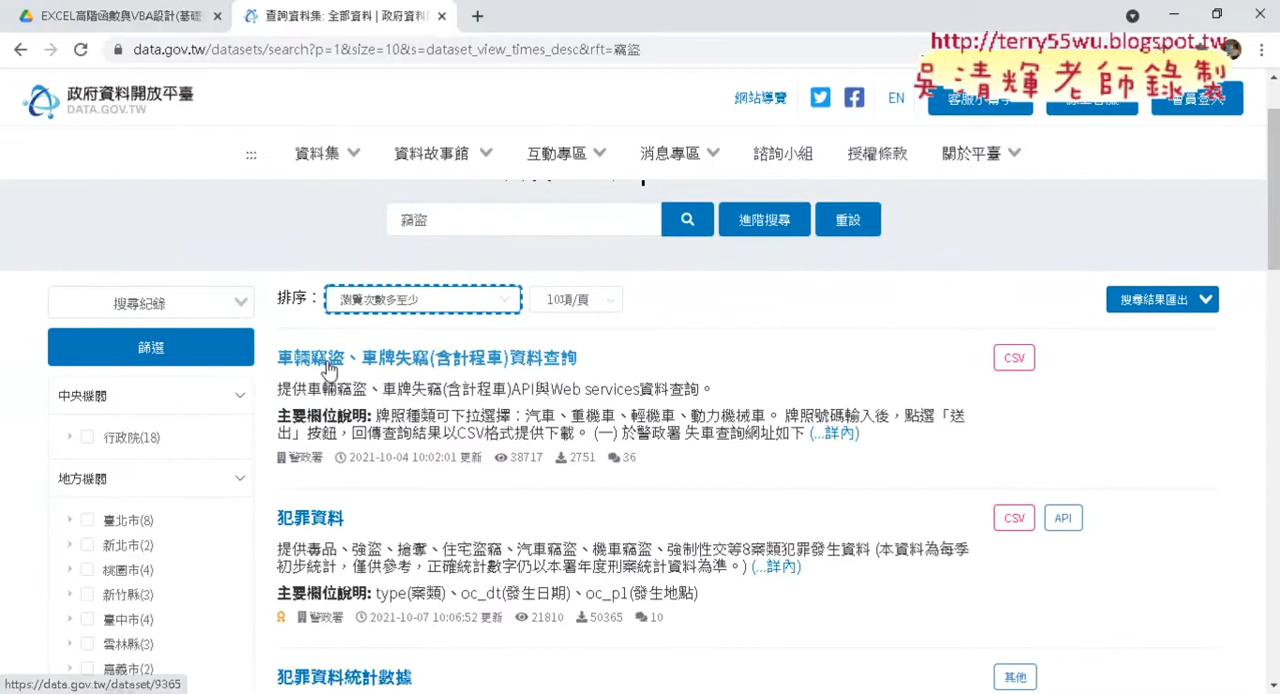 EXCEL高階函數與VBA設計(基礎
查詢資料集: 全部資料 | 政府資料
data.gov.tw/datasets/search?p=1&size=10&s=dataset_view_times_desc&rft=竊盜
http://terry55wu.blogspot.tw
吳清輝老師錄製
政府資料開放平臺
DATA.GOV.TW
網站導覽
EN
會員登入
資料集
資料故事館
互動專區
消息專區
諮詢小組
授權條款
關於平臺
竊盜
進階搜尋
重設
搜尋紀錄
排序：
瀏覽次數多至少
10項/頁
搜尋結果匯出
篩選
中央機關
行政院(18)
地方機關
臺北市(8)
新北市(2)
桃園市(4)
新竹縣(3)
臺中市(4)
雲林縣(3)
嘉義市(2)
車輛竊盜、車牌失竊(含計程車)資料查詢
CSV
提供車輛竊盜、車牌失竊(含計程車)API與Web services資料查詢。
主要欄位說明: 牌照種類可下拉選擇：汽車、重機車、輕機車、動力機械車。 牌照號碼輸入後，點選「送
出」按鈕，回傳查詢結果以CSV格式提供下載。 (一) 於警政署 失車查詢網址如下 (...詳內)
警政署 2021-10-04 10:02:01 更新 38717 2751 36
犯罪資料
CSV
API
提供毒品、強盜、搶奪、住宅盜竊、汽車竊盜、機車竊盜、強制性交等8案類犯罪發生資料 (本資料為每季
初步統計，僅供參考，正確統計數字仍以本署年度刑案統計資料為準。) (...詳內)
主要欄位說明: type(案類)、oc_dt(發生日期)、oc_p1(發生地點)
警政署 2021-10-07 10:06:52 更新 21810 50365 10
犯罪資料統計數據
其他
https://data.gov.tw/dataset/9365